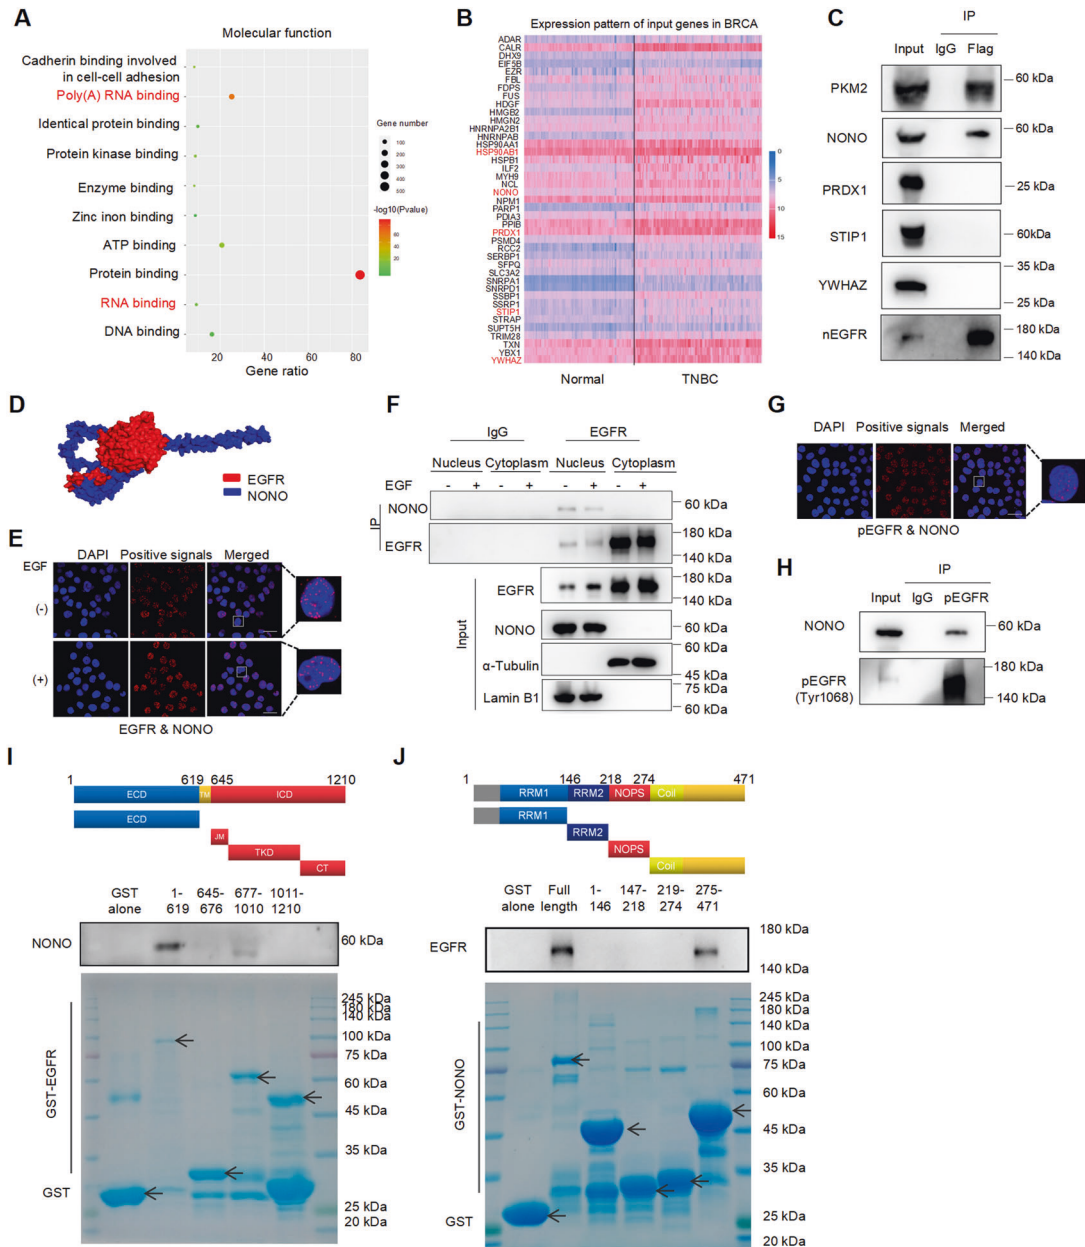 A
Molecular function
Cadherin binding involved
in cell-cell adhesion
Poly(A) RNA binding
Identical protein binding
Protein kinase binding
Enzyme binding
Zinc iron binding
ATP binding
Protein binding
RNA binding
DNA binding
20 40 60 80
Gene ratio
Gene number
100
200
300
400
500
-log10(Pvalue)
60
40
20
B
Expression pattern of input genes in BRCA
ADAR
CALR
DHX9
EIF5B
EZR
FBL
FDPS
FUS
HDGF
HMGB2
HMGN2
HNRNPA2B1
HNRNPAB
HSP90AA1
HSP90AB1
HSPB1
ILF2
MYH9
NCL
NONO
NPM1
PARP1
PDIA3
PPIB
PRDX1
PSMD4
RCC2
SERBP1
SFPQ
SLC3A2
SNRPA1
SNRPD1
SSBP1
SSRP1
STIP1
STRAP
SUPT5H
TRIM28
TXN
YBX1
YWHAZ
Normal TNBC
0
5
10
15
C
IP
Input IgG Flag
PKM2 60 kDa
NONO 60 kDa
PRDX1 25 kDa
STIP1 60kDa
YWHAZ 35 kDa
25 kDa
nEGFR 180 kDa
140 kDa
D
EGFR
NONO
E
DAPI Positive signals Merged
EGF
(-)
(+)
EGFR & NONO
F
IgG EGFR
Nucleus Cytoplasm Nucleus Cytoplasm
EGF - + - + - + - +
IP
NONO 60 kDa
EGFR 180 kDa
140 kDa
Input
EGFR 180 kDa
140 kDa
NONO 60 kDa
α-Tubulin 60 kDa
45 kDa
Lamin B1 75 kDa
60 kDa
G
DAPI Positive signals Merged
pEGFR & NONO
H
IP
Input IgG pEGFR
NONO 60 kDa
pEGFR
(Tyr1068)
180 kDa
140 kDa
I
1 619 645 1210
ECD TM ICD
ECD
JM
TKD
CT
GST
alone
1-
619
645-
676
677-
1010
1011-
1210
NONO 60 kDa
GST-EGFR
GST
245 kDa
180 kDa
140 kDa
100 kDa
75 kDa
60 kDa
45 kDa
35 kDa
25 kDa
20 kDa
J
1 146 218 274 471
RRM1 RRM2 NOPS Coil
RRM1
RRM2
NOPS
Coil
GST
alone
Full
length
1-
146
147-
218
219-
274
275-
471
EGFR 180 kDa
140 kDa
GST-NONO
GST
245 kDa
180 kDa
140 kDa
100 kDa
75 kDa
60 kDa
45 kDa
35 kDa
25 kDa
20 kDa